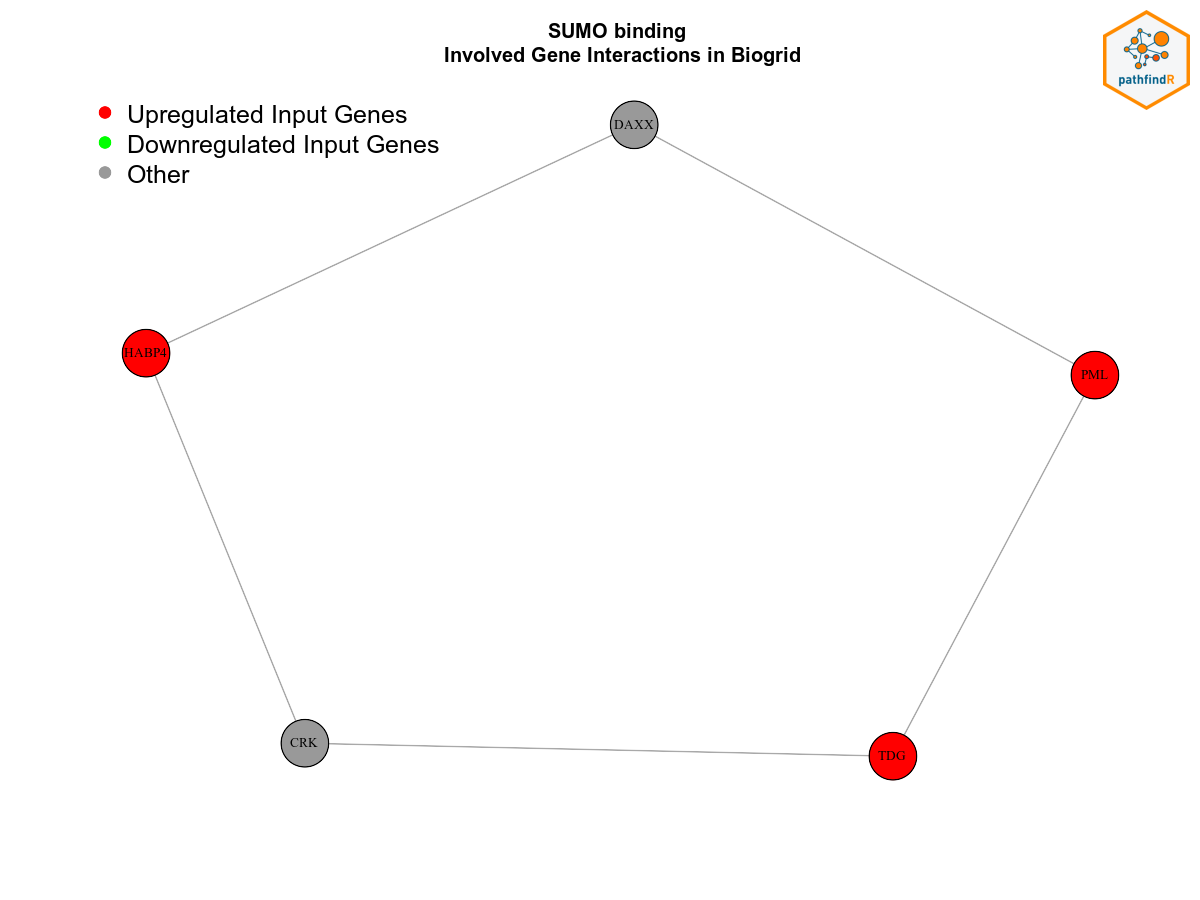 SUMO binding
Involved Gene Interactions in Biogrid
pathfindR
Upregulated Input Genes
Downregulated Input Genes
Other
DAXX
HABP4
PML
CRK
TDG